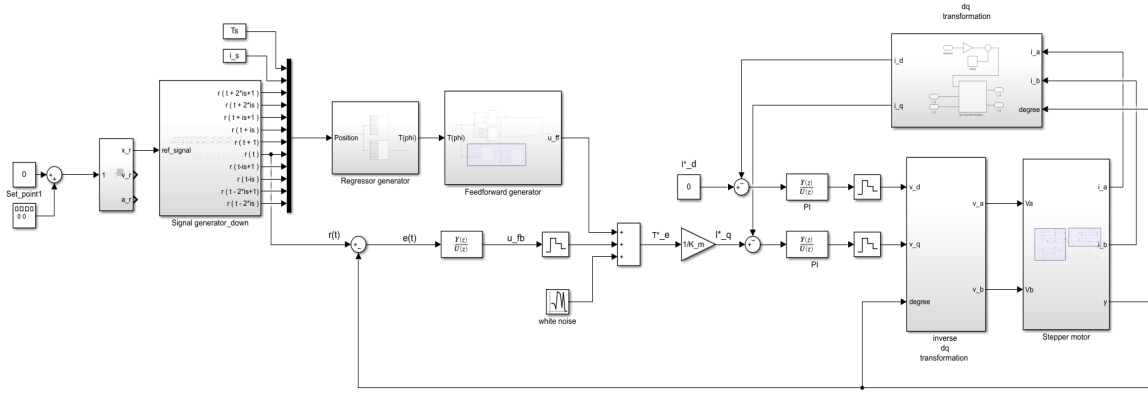 dq
transformation
i_d
i_q
i_a
i_b
degree
Ts
i_s
r ( t + 2*is+1)
r ( t + 2*is )
r ( t + is+1)
r ( t + is )
r ( t + 1)
r ( t )
r ( t-is+1)
r ( t-is )
r ( t - 2*is+1)
r ( t - 2*is )
ref_signal
Signal generator_down
0
Set_point1
1
x_r
v_r
a_r
Position
T(phi)
Regressor generator
T(phi)
u_ff
Feedforward generator
r(t)
e(t)
Y(z)
U(z)
u_fb
white noise
T*_e
1/K_m
I*_q
I*_d
0
Y(z)
U(z)
PI
Y(z)
U(z)
PI
v_d
v_q
degree
v_a
v_b
inverse
dq
transformation
Va
Vb
i_a
i_b
y
Stepper motor